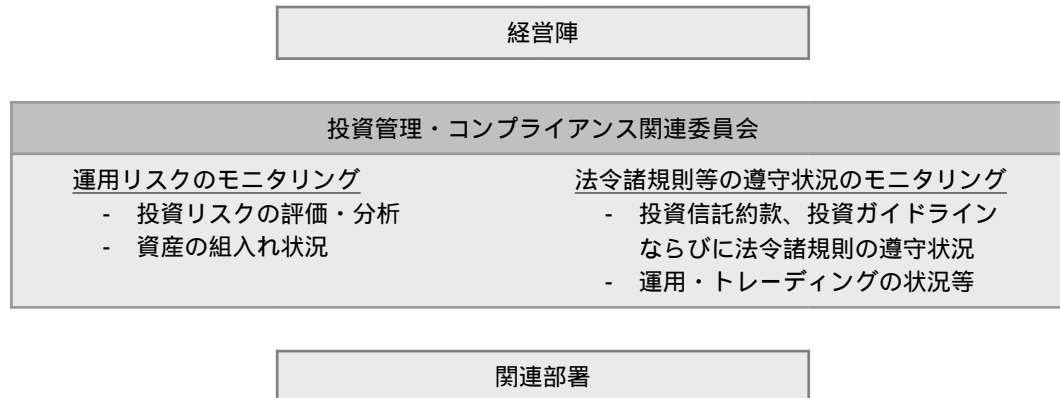 経営陣
投資管理・コンプライアンス関連委員会
運用リスクのモニタリング
- 投資リスクの評価・分析
- 資産の組入れ状況
法令諸規則等の遵守状況のモニタリング
- 投資信託約款、投資ガイドライン
ならびに法令諸規則の遵守状況
- 運用・トレーディングの状況等
関連部署